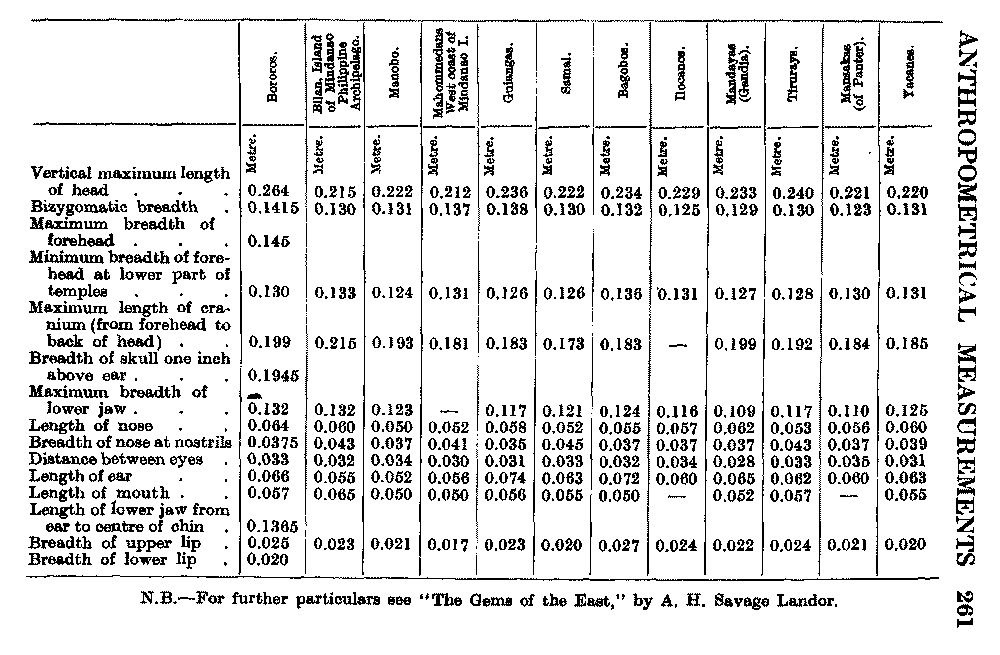 ANTHROPOMETRICAL MEASUREMENTS 261
Bororos. Bilan, Island of Mindanao Philippine Archipelago. Manobo. Mahommedans West coast of Mindanao I. Guiangas. Samal. Bagobos. Ilocanos. Mandayas (Gandia). Tirurays. Mansakas (of Panter). Yacanes.
Metre. Metre. Metre. Metre. Metre. Metre. Metre. Metre. Metre. Metre. Metre. Metre.
Vertical maximum length
of head . . . 0.264 0.215 0.222 0.212 0.236 0.222 0.234 0.229 0.233 0.240 0.221 0.220
Bizygomatic breadth . 0.1415 0.130 0.131 0.137 0.138 0.130 0.132 0.125 0.129 0.130 0.123 0.131
Maximum breadth of
forehead . . . 0.145
Minimum breadth of fore-
head at lower part of
temples . . . 0.130 0.133 0.124 0.131 0.126 0.126 0.136 0.131 0.127 0.128 0.130 0.131
Maximum length of cra-
nium (from forehead to
back of head) . . 0.199 0.215 0.193 0.181 0.183 0.173 0.183 — 0.199 0.192 0.184 0.185
Breadth of skull one inch
above ear . . . 0.1945
Maximum breadth of
lower jaw . . . 0.132 0.132 0.123 — 0.117 0.121 0.124 0.116 0.109 0.117 0.110 0.125
Length of nose . . 0.064 0.060 0.050 0.052 0.058 0.052 0.055 0.057 0.062 0.053 0.056 0.060
Breadth of nose at nostrils 0.0375 0.043 0.037 0.041 0.035 0.045 0.037 0.037 0.037 0.043 0.037 0.039
Distance between eyes . 0.033 0.032 0.034 0.030 0.031 0.033 0.032 0.034 0.028 0.033 0.035 0.031
Length of ear . . 0.066 0.055 0.052 0.056 0.074 0.063 0.072 0.060 0.065 0.062 0.060 0.063
Length of mouth . . 0.057 0.065 0.050 0.050 0.056 0.055 0.050 — 0.052 0.057 — 0.055
Length of lower jaw from
ear to centre of chin . 0.1365
Breadth of upper lip . 0.025 0.023 0.021 0.017 0.023 0.020 0.027 0.024 0.022 0.024 0.021 0.020
Breadth of lower lip . 0.020
N.B.—For further particulars see "The Gems of the East," by A. H. Savage Landor.